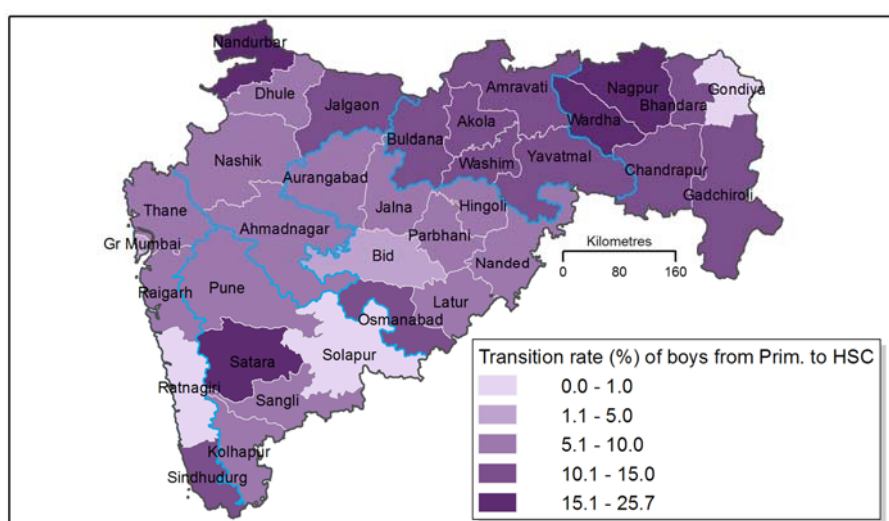 Nandurbar
Dhule
Jalgaon
Amravati
Nagpur
Bhandara
Gondiya
Buldana
Akola
Wardha
Washim
Yavatmal
Chandrapur
Gadchiroli
Nashik
Aurangabad
Thane
Jalna
Hingoli
Ahmadnagar
Parbhani
Gr Mumbai
Bid
Nanded
Kilometres
0 80 160
Raigarh
Pune
Latur
Osmanabad
Satara
Solapur
Ratnagiri
Sangli
Kolhapur
Sindhudurg
Transition rate (%) of boys from Prim. to HSC
0.0 - 1.0
1.1 - 5.0
5.1 - 10.0
10.1 - 15.0
15.1 - 25.7